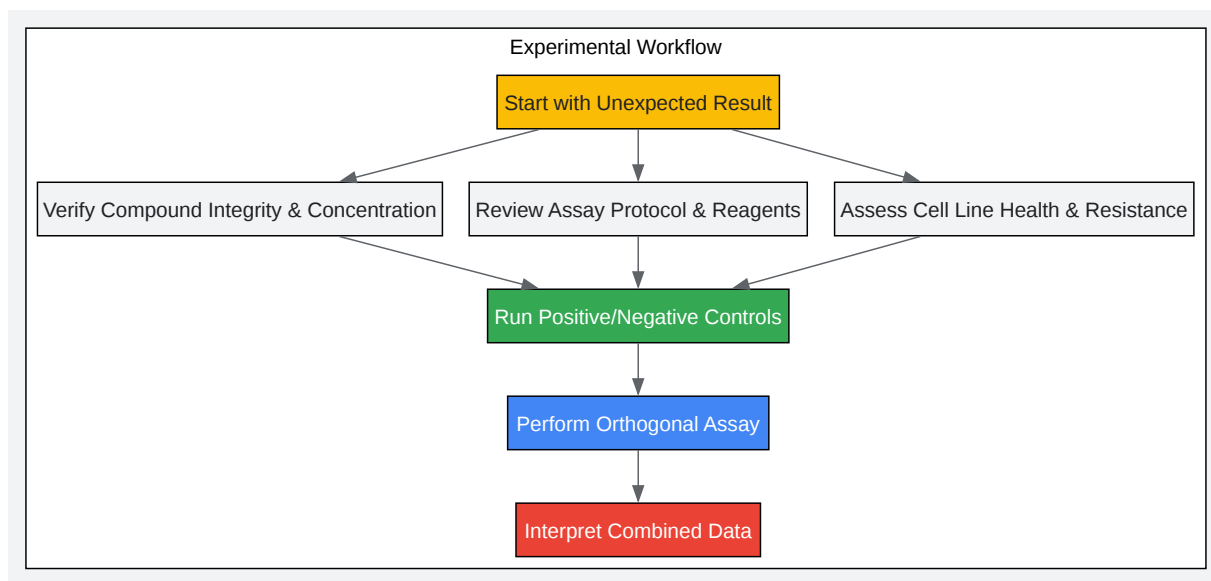 Experimental Workflow
Start with Unexpected Result
Verify Compound Integrity & Concentration
Review Assay Protocol & Reagents
Assess Cell Line Health & Resistance
Run Positive/Negative Controls
Perform Orthogonal Assay
Interpret Combined Data